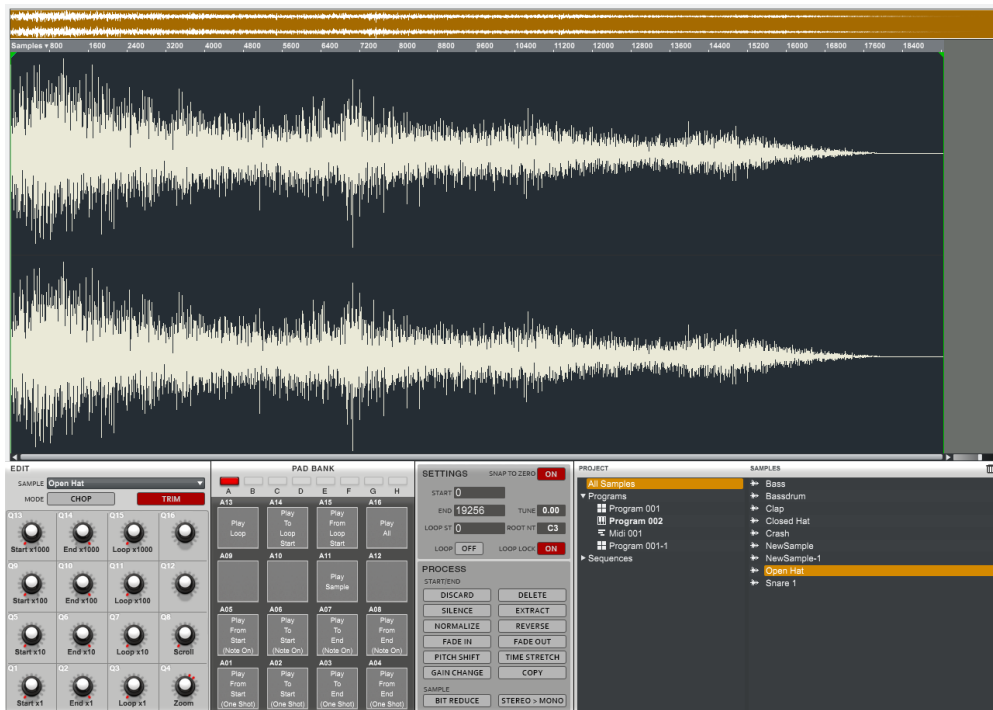 Samples ▾ 800 1600 2400 3200 4000 4800 5600 6400 7200 8000 8800 9600 10400 11200 12000 12800 13600 14400 15200 16000 16800 17600 18400
EDIT
SAMPLE Open Hat
MODE CHOP TRIM
Q13 Q14 Q15 Q16
Start x1000 End x1000 Loop x1000
Q9 Q10 Q11 Q12
Start x100 End x100 Loop x100
Q5 Q6 Q7 Q8
Start x10 End x10 Loop x10 Scroll
Q1 Q2 Q3 Q4
Start x1 End x1 Loop x1 Zoom
PAD BANK
A B C D E F G H
A13 A14 A15 A16
Play Play Play Play
Loop To From All
Loop Loop
Start Start
A09 A10 A11 A12
Play
Sample
A05 A06 A07 A08
Play Play Play Play
From To To From
Start Start End End
(Note On) (Note On) (Note On) (Note On)
A01 A02 A03 A04
Play Play Play Play
From To To From
Start Start End End
(One Shot) (One Shot) (One Shot) (One Shot)
SETTINGS SNAP TO ZERO ON
START 0
END 19256 TUNE 0.00
LOOP ST 0 ROOT NT C3
LOOP OFF LOOP LOCK ON
PROCESS
START/END
DISCARD DELETE
SILENCE EXTRACT
NORMALIZE REVERSE
FADE IN FADE OUT
PITCH SHIFT TIME STRETCH
GAIN CHANGE COPY
SAMPLE
BIT REDUCE STEREO > MONO
PROJECT
All Samples
Programs
Program 001
Program 002
Midi 001
Program 001-1
Sequences
SAMPLES
Bass
Bassdrum
Clap
Closed Hat
Crash
NewSample
NewSample-1
Open Hat
Snare 1